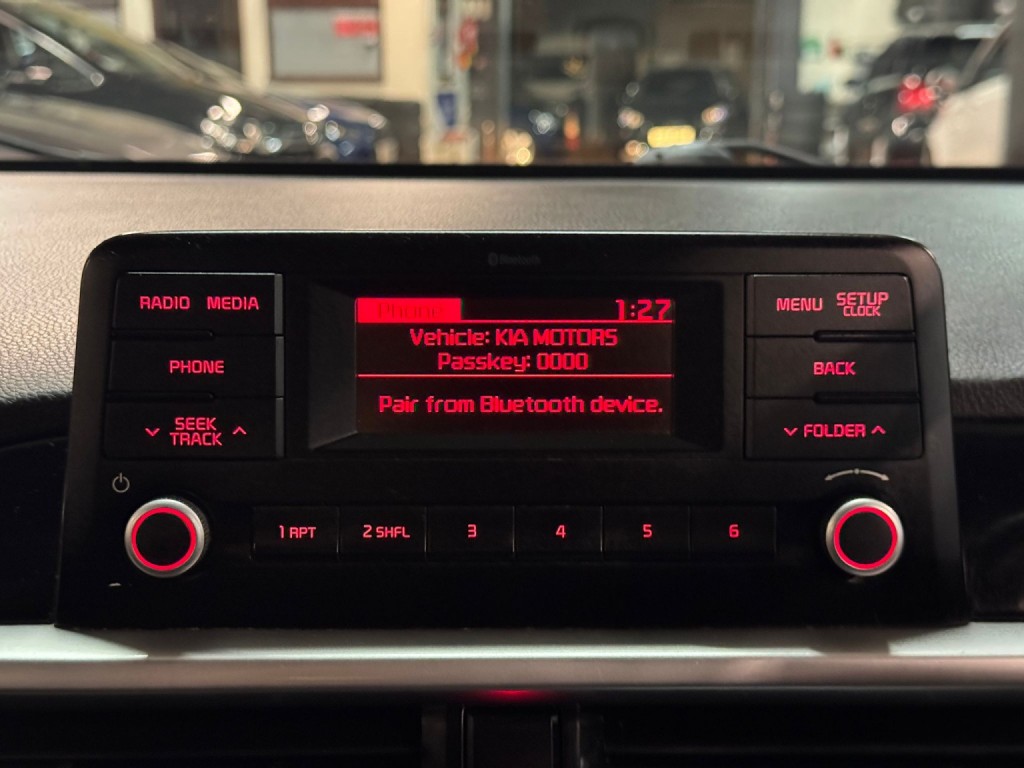 Bluetooth
RADIO MEDIA
PHONE
SEEK
TRACK
Phone 1:27
Vehicle: KIA MOTORS
Passkey: 0000
Pair from Bluetooth device.
MENU SETUP
CLOCK
BACK
FOLDER
1 RPT 2 SHFL 3 4 5 6